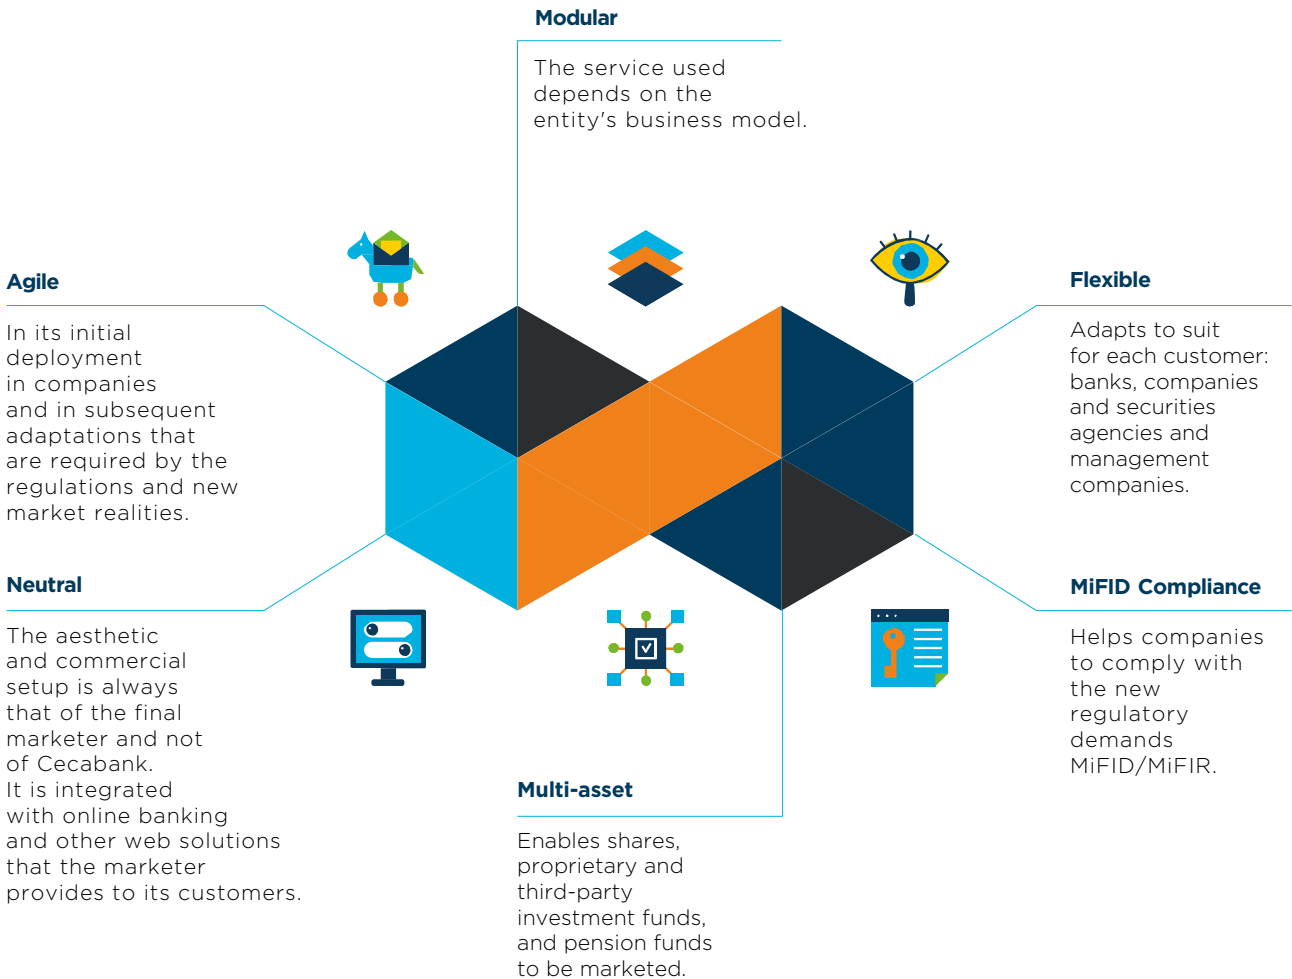 Modular
The service used
depends on the
entity's business model.
Agile
In its initial
deployment
in companies
and in subsequent
adaptations that
are required by the
regulations and new
market realities.
Flexible
Adapts to suit
for each customer:
banks, companies
and securities
agencies and
management
companies.
Neutral
The aesthetic
and commercial
setup is always
that of the final
marketer and not
of Cecabank.
It is integrated
with online banking
and other web solutions
that the marketer
provides to its customers.
MiFID Compliance
Helps companies
to comply with
the new
regulatory
demands
MiFID/MiFIR.
Multi-asset
Enables shares,
proprietary and
third-party
investment funds,
and pension funds
to be marketed.